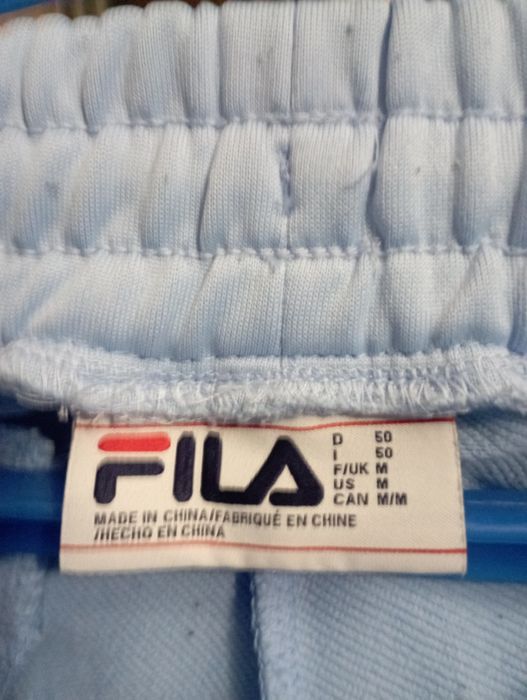 FILA
D 50
I 50
F/UK M
US M
CAN M/M
MADE IN CHINA/FABRIQUÉ EN CHINE
/HECHO EN CHINA